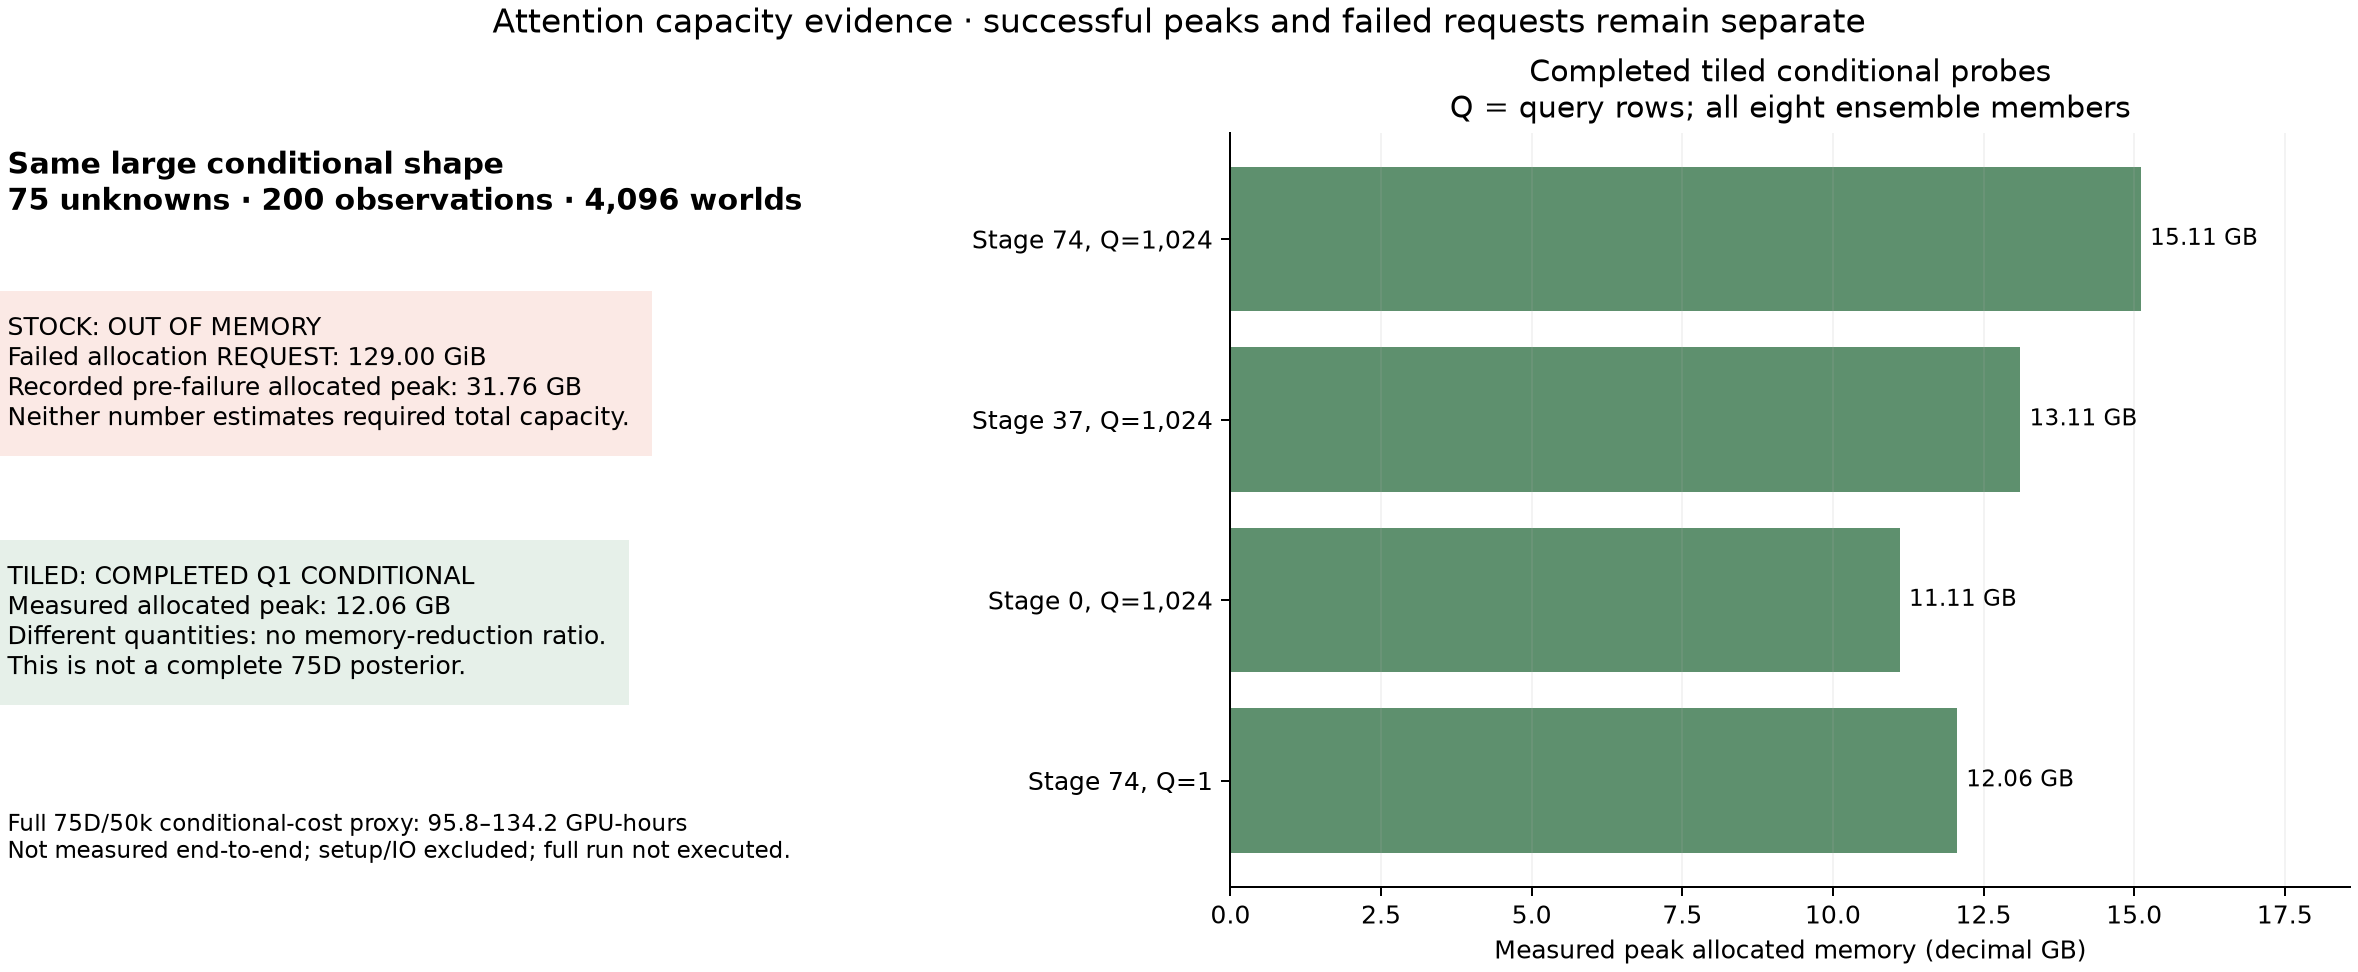 Attention capacity evidence · successful peaks and failed requests remain separate
Same large conditional shape
75 unknowns · 200 observations · 4,096 worlds
STOCK: OUT OF MEMORY
Failed allocation REQUEST: 129.00 GiB
Recorded pre-failure allocated peak: 31.76 GB
Neither number estimates required total capacity.
TILED: COMPLETED Q1 CONDITIONAL
Measured allocated peak: 12.06 GB
Different quantities: no memory-reduction ratio.
This is not a complete 75D posterior.
Full 75D/50k conditional-cost proxy: 95.8–134.2 GPU-hours
Not measured end-to-end; setup/IO excluded; full run not executed.
Completed tiled conditional probes
Q = query rows; all eight ensemble members
Stage 74, Q=1,024
15.11 GB
Stage 37, Q=1,024
13.11 GB
Stage 0, Q=1,024
11.11 GB
Stage 74, Q=1
12.06 GB
0.0 2.5 5.0 7.5 10.0 12.5 15.0 17.5
Measured peak allocated memory (decimal GB)